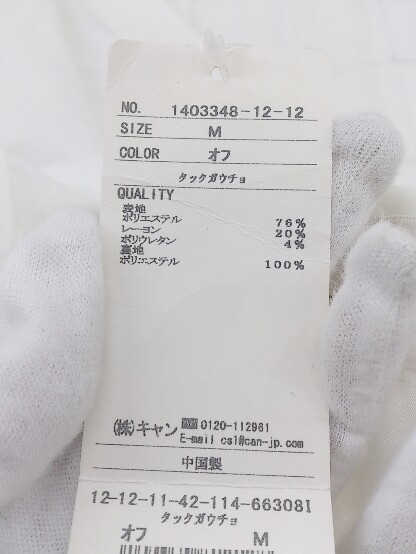 NO. 1403348-12-12
SIZE M
COLOR オフ
タックガウチョ
QUALITY
表地
ポリエステル 76%
レーヨン 20%
ポリウレタン 4%
裏地
ポリエステル 100%
(株)キャン 0120-112961
E-mail cs1@can-jp.com
中国製
12-12-11-42-114-66308I
タックガウチョ
オフ M